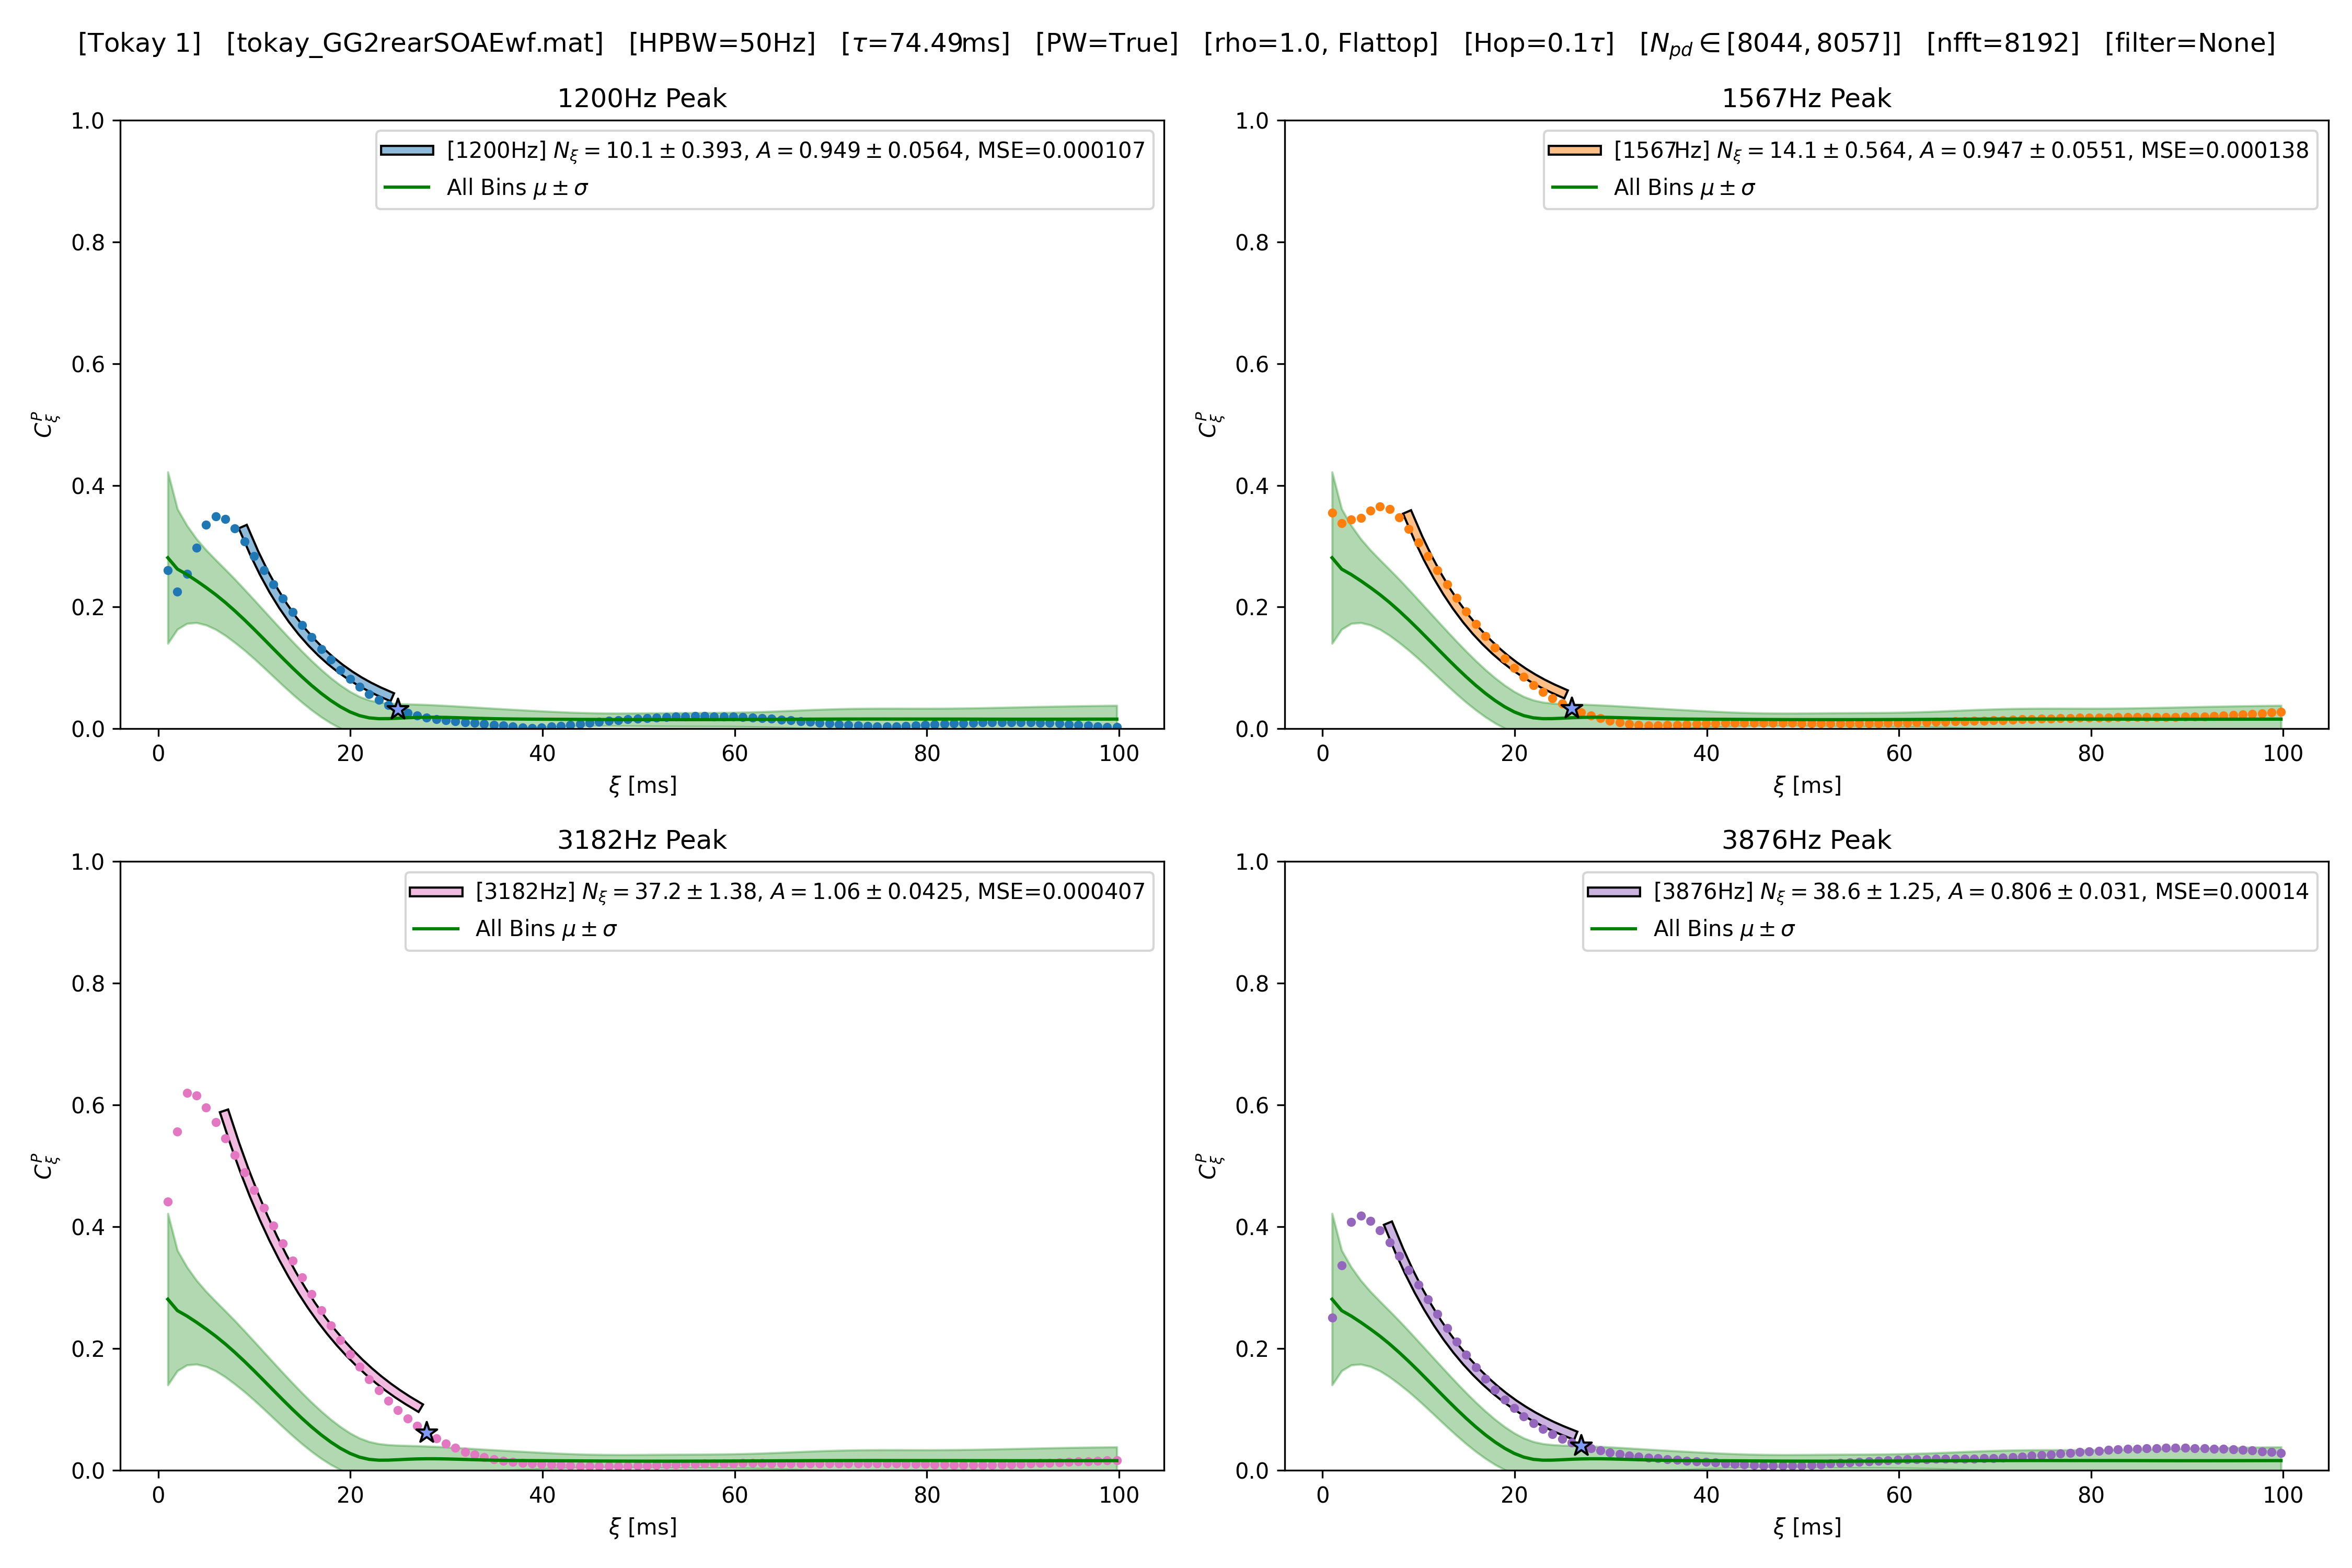 [Tokay 1] [tokay_GG2rearSOAEwf.mat] [HPBW=50Hz] [τ=74.49ms] [PW=True] [rho=1.0, Flattop] [Hop=0.1τ] [N_pd ∈ [8044, 8057]] [nfft=8192] [filter=None]
1200Hz Peak
[1200Hz] N_ξ = 10.1 ± 0.393, A = 0.949 ± 0.0564, MSE=0.000107
All Bins μ ± σ
1.0
0.8
0.6
0.4
0.2
0.0
C_ξ^P
0 20 40 60 80 100
ξ [ms]
1567Hz Peak
[1567Hz] N_ξ = 14.1 ± 0.564, A = 0.947 ± 0.0551, MSE=0.000138
All Bins μ ± σ
1.0
0.8
0.6
0.4
0.2
0.0
C_ξ^P
0 20 40 60 80 100
ξ [ms]
3182Hz Peak
[3182Hz] N_ξ = 37.2 ± 1.38, A = 1.06 ± 0.0425, MSE=0.000407
All Bins μ ± σ
1.0
0.8
0.6
0.4
0.2
0.0
C_ξ^P
0 20 40 60 80 100
ξ [ms]
3876Hz Peak
[3876Hz] N_ξ = 38.6 ± 1.25, A = 0.806 ± 0.031, MSE=0.00014
All Bins μ ± σ
1.0
0.8
0.6
0.4
0.2
0.0
C_ξ^P
0 20 40 60 80 100
ξ [ms]